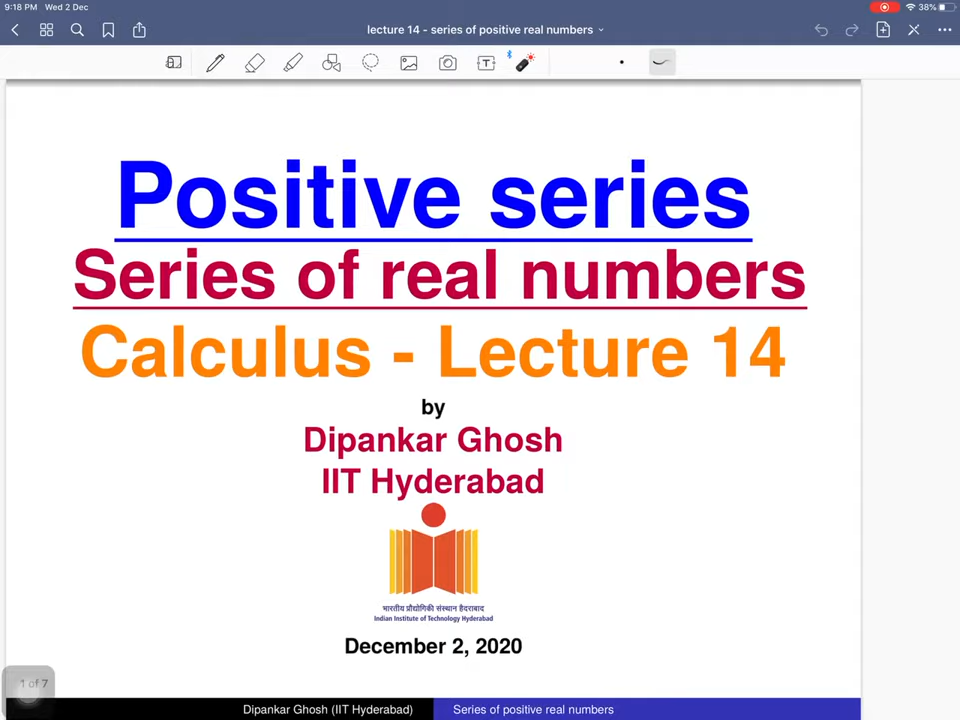 9:18 PM Wed 2 Dec
38%
lecture 14 - series of positive real numbers
T
Positive series
Series of real numbers
Calculus - Lecture 14
by
Dipankar Ghosh
IIT Hyderabad
भारतीय प्रौद्योगिकी संस्थान हैदराबाद
Indian Institute of Technology Hyderabad
December 2, 2020
1 of 7
Dipankar Ghosh (IIT Hyderabad)
Series of positive real numbers